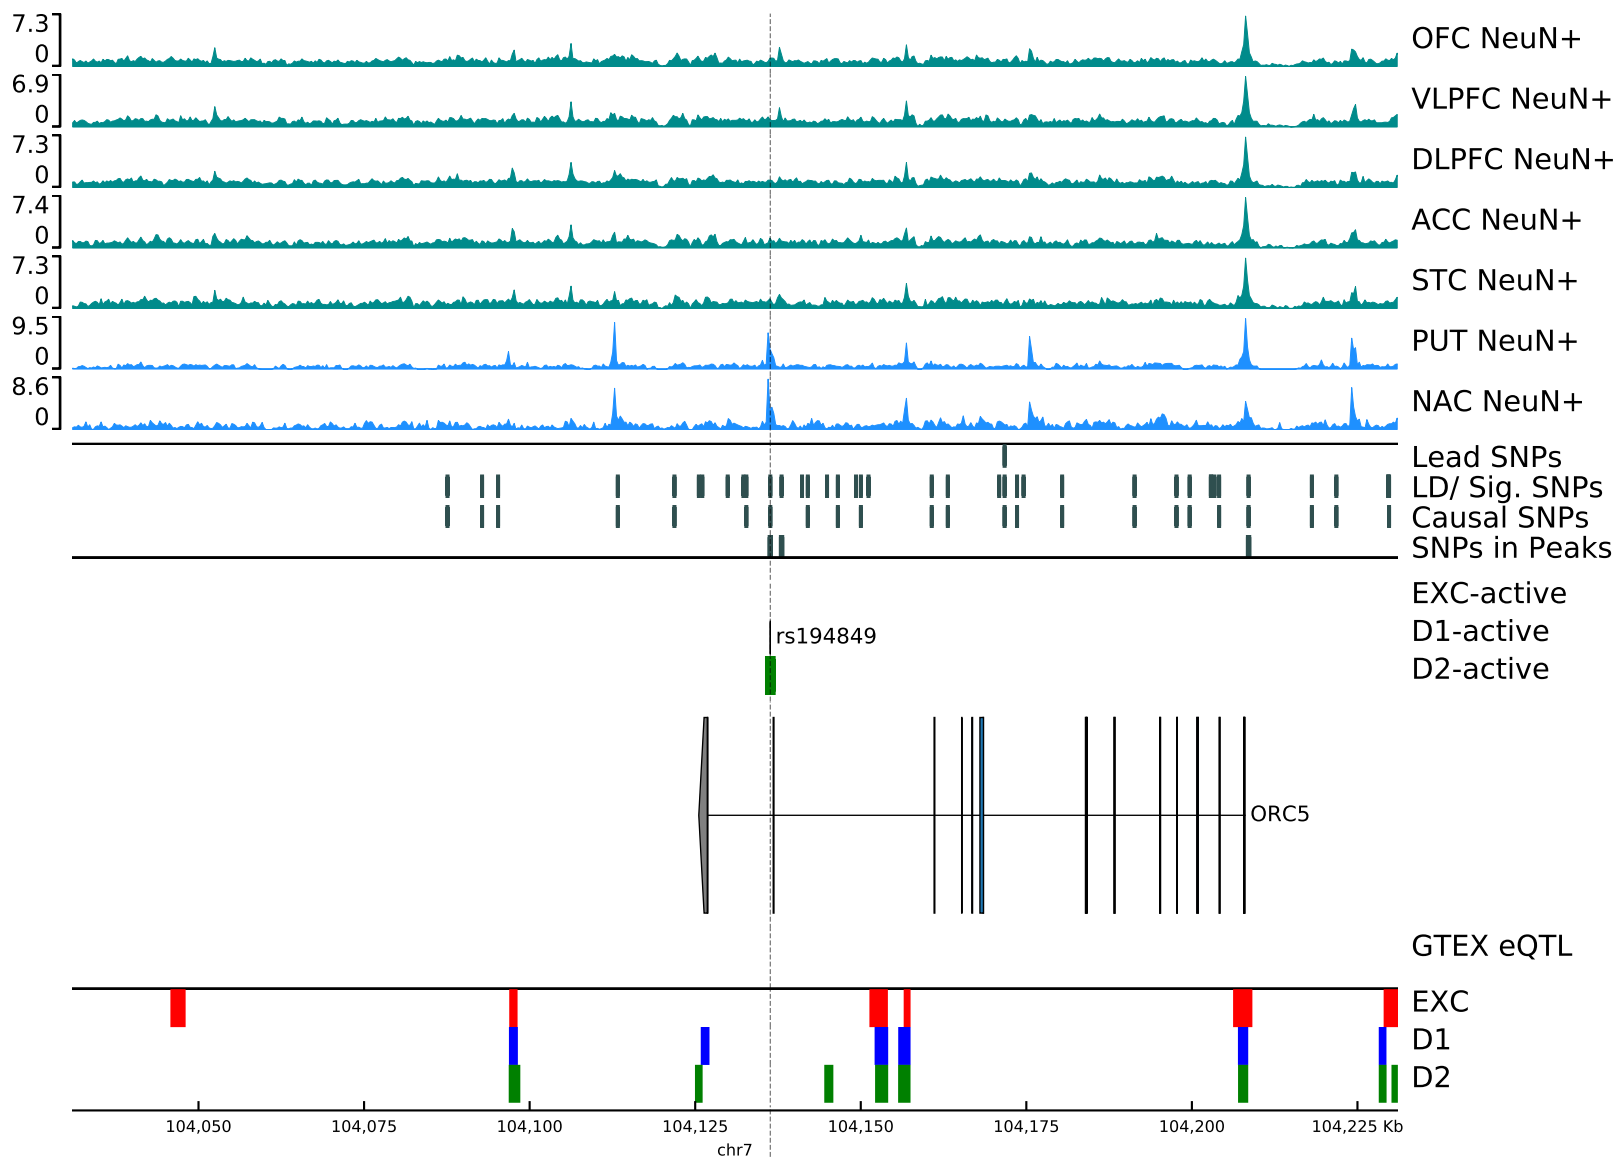 7.3
0
OFC NeuN+
6.9
0
VLPFC NeuN+
7.3
0
DLPFC NeuN+
7.4
0
ACC NeuN+
7.3
0
STC NeuN+
9.5
0
PUT NeuN+
8.6
0
NAC NeuN+
Lead SNPs
LD/ Sig. SNPs
Causal SNPs
SNPs in Peaks
EXC-active
rs194849
D1-active
D2-active
ORC5
GTEX eQTL
EXC
D1
D2
104,050 104,075 104,100 104,125 104,150 104,175 104,200 104,225 Kb
chr7